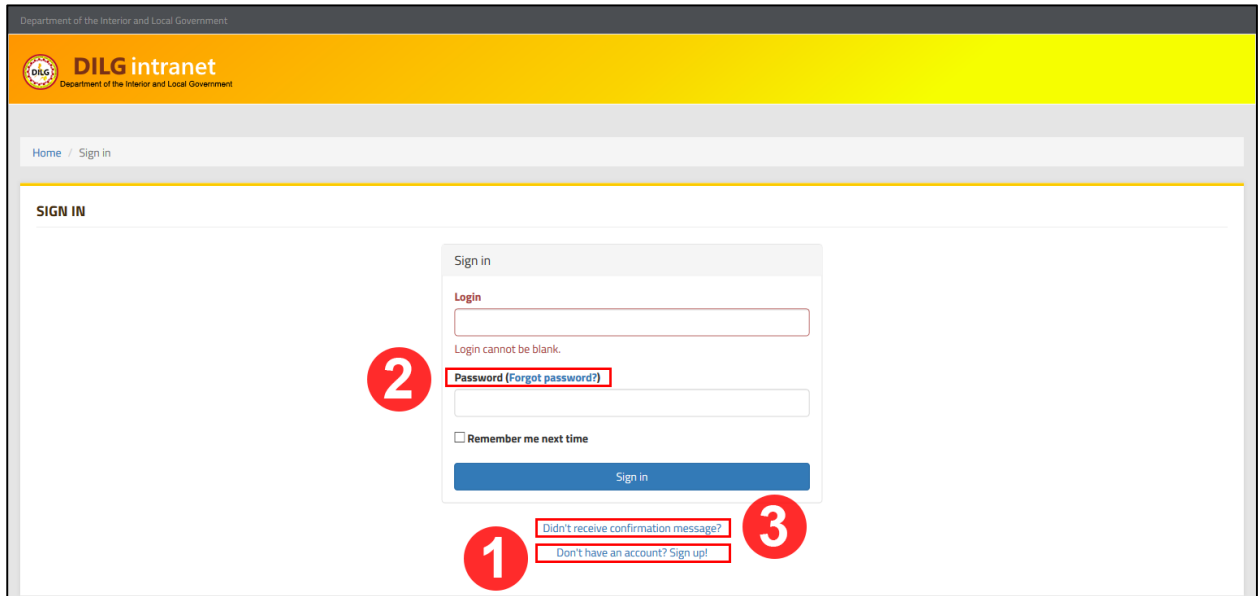 Department of the Interior and Local Government
DILG
DILG intranet
Department of the Interior and Local Government
Home / Sign in
SIGN IN
Sign in
Login
Login cannot be blank.
2
Password (Forgot password?)
Remember me next time
Sign in
Didn't receive confirmation message?
3
1
Don't have an account? Sign up!